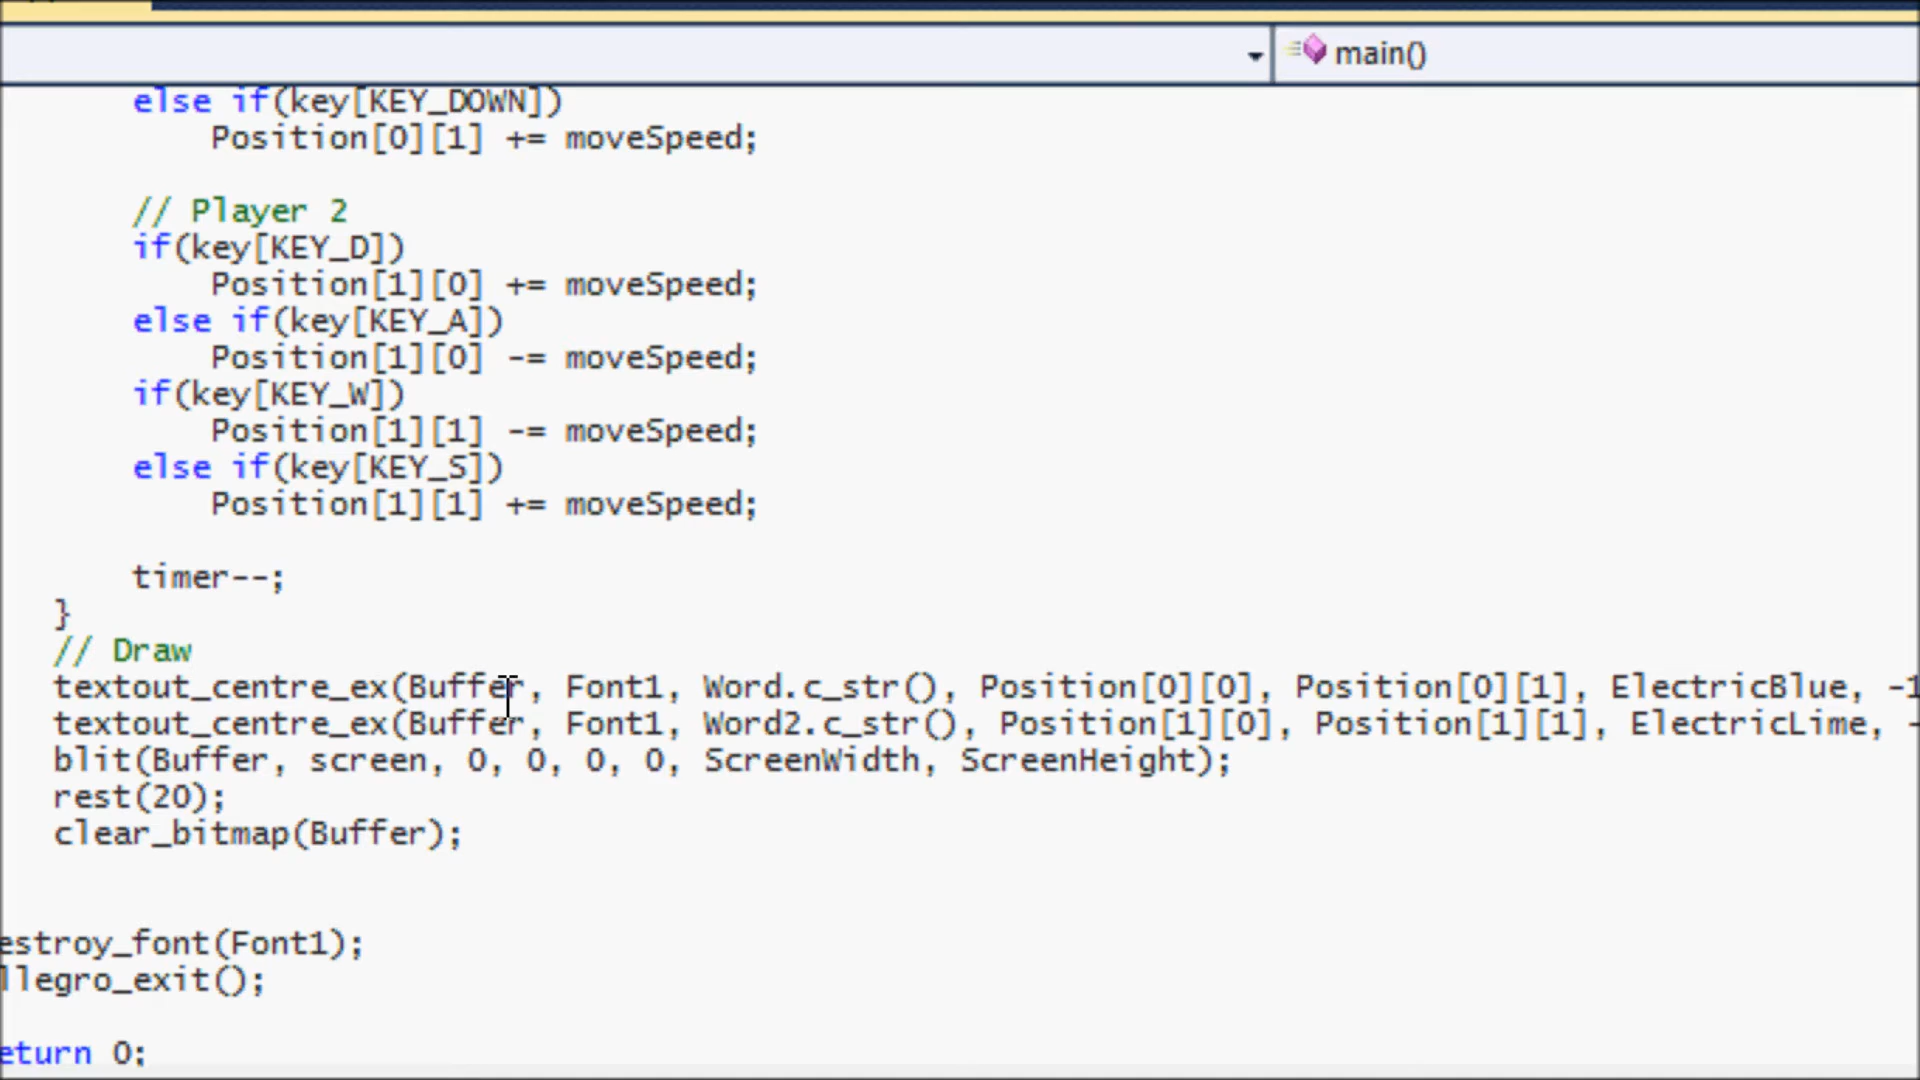 main()
else if(key[KEY_DOWN])
Position[0][1] += moveSpeed;
// Player 2
if(key[KEY_D])
Position[1][0] += moveSpeed;
else if(key[KEY_A])
Position[1][0] -= moveSpeed;
if(key[KEY_W])
Position[1][1] -= moveSpeed;
else if(key[KEY_S])
Position[1][1] += moveSpeed;
timer--;
}
// Draw
textout_centre_ex(Buffer, Font1, Word.c_str(), Position[0][0], Position[0][1], ElectricBlue, -1
textout_centre_ex(Buffer, Font1, Word2.c_str(), Position[1][0], Position[1][1], ElectricLime, -
blit(Buffer, screen, 0, 0, 0, 0, ScreenWidth, ScreenHeight);
rest(20);
clear_bitmap(Buffer);
estroy_font(Font1);
llegro_exit();
eturn 0;